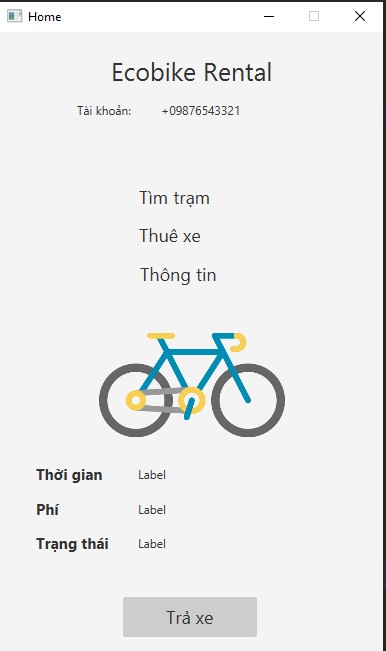 Home
Ecobike Rental
Tài khoản: +09876543321
Tìm trạm
Thuê xe
Thông tin
Thời gian Label
Phí Label
Trạng thái Label
Trả xe